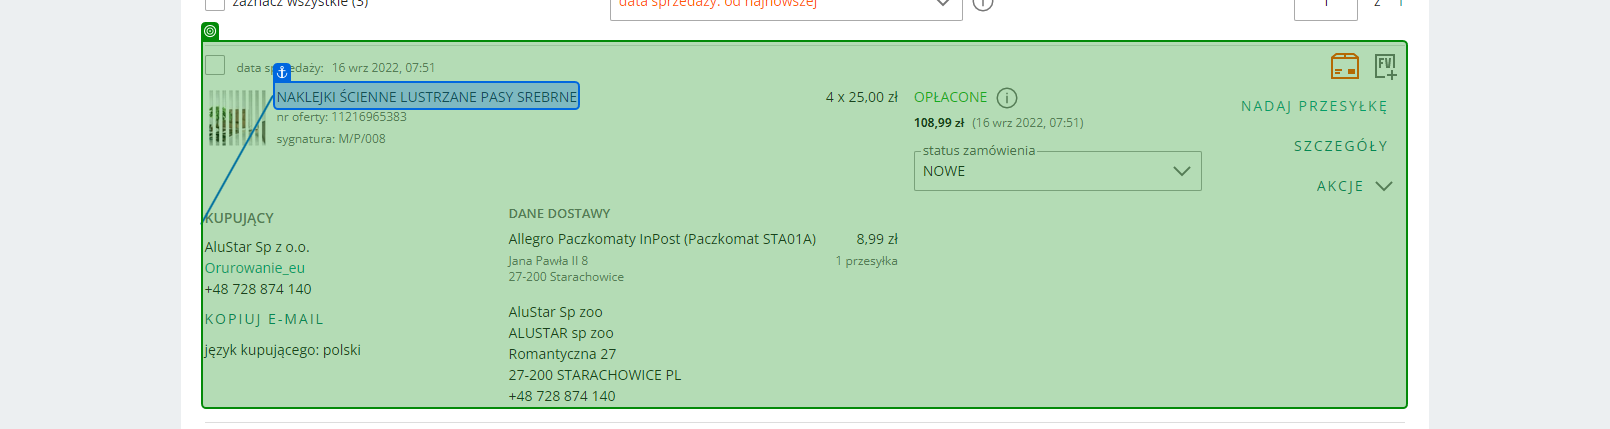 zaznacz wszystkie (3)
data sprzedaży: od najnowszej
1 z 1
data sprzedaży: 16 wrz 2022, 07:51
NAKLEJKI ŚCIENNE LUSTRZANE PASY SREBRNE
4 x 25,00 zł
OPŁACONE
nr oferty: 11216965383
108,99 zł (16 wrz 2022, 07:51)
sygnatura: M/P/008
status zamówienia
NOWE
FV
NADAJ PRZESYŁKĘ
SZCZEGÓŁY
AKCJE
KUPUJĄCY
AluStar Sp z o.o.
Orurowanie_eu
+48 728 874 140
KOPIUJ E-MAIL
język kupującego: polski
DANE DOSTAWY
Allegro Paczkomaty InPost (Paczkomat STA01A) 8,99 zł
Jana Pawła II 8 1 przesyłka
27-200 Starachowice
AluStar Sp zoo
ALUSTAR sp zoo
Romantyczna 27
27-200 STARACHOWICE PL
+48 728 874 140